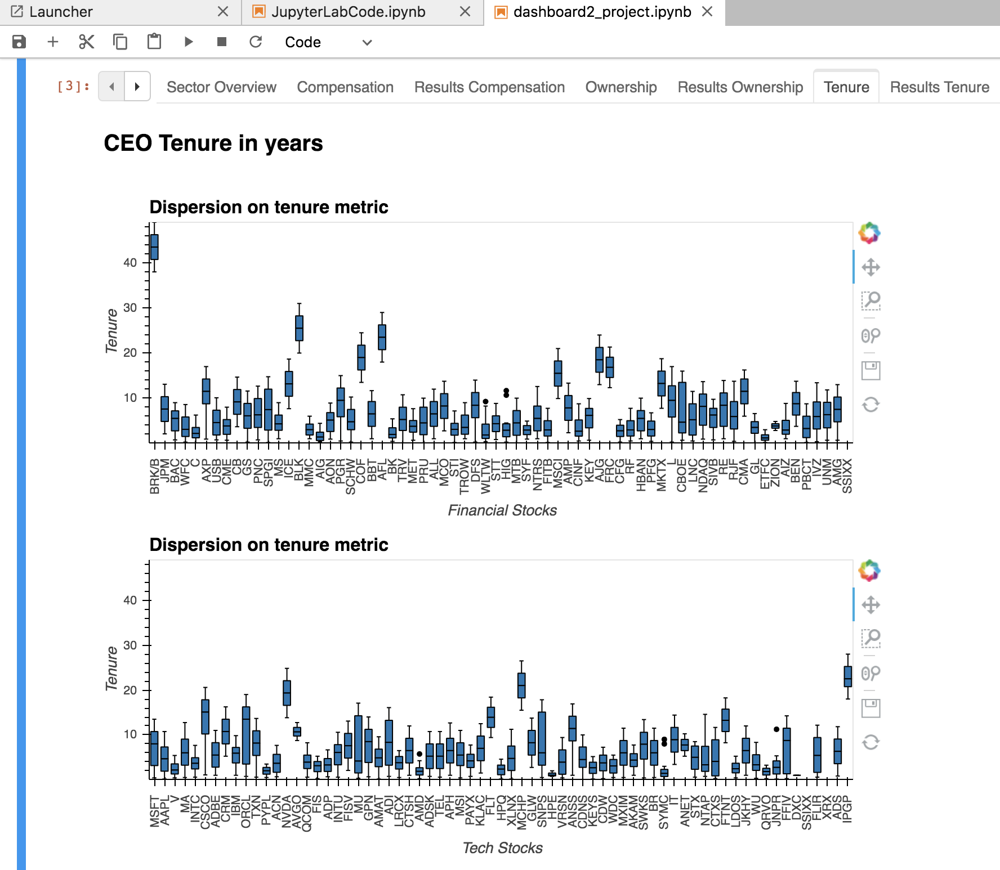 Launcher JupyterLabCode.ipynb dashboard2_project.ipynb
Code
[3]: Sector Overview Compensation Results Compensation Ownership Results Ownership Tenure Results Tenure
CEO Tenure in years
Dispersion on tenure metric
40
30
20
10
Tenure
BRK/B JPM BAC WFC C AXP USB CME CB GS PNC SPGI MS ICE BLK MMC AIG AON PGR SCHW COF BBT AFL BK TRV MET PRU ALL MCO STI TROW DFS WLTW STT HIG MTB SYF NTRS FITB MSCI AMP CINF KEY AJG FRC CFG RF HBAN PFG MKTX L CBOE LNC NDAQ SIVB RE RJF CMA GL ETFC ZION AIZ BEN PBCT IVZ UNM AMG SSIXX
Financial Stocks
Dispersion on tenure metric
40
30
20
10
Tenure
MSFT AAPL V MA INTC CSCO ADBE CRM IBM ORCL TXN PYPL ACN NVDA AVGO QCOM FIS ADP INTU FISV MU GPN AMAT ADI LRCX CTSH AMD ADSK TEL APH MSI PAYX KLAC FLT HPQ XLNX MCHP GLW SNPS HPE VRSN ANSS CDNS KEYS CDW WDC MXIM AKAM SWKS BR SYMC IT ANET STX NTAP CTXS FTNT LDOS JKHY WU QRVO JNPR FFIV DXC SSIXX FLIR XRX ADS IPGP
Tech Stocks